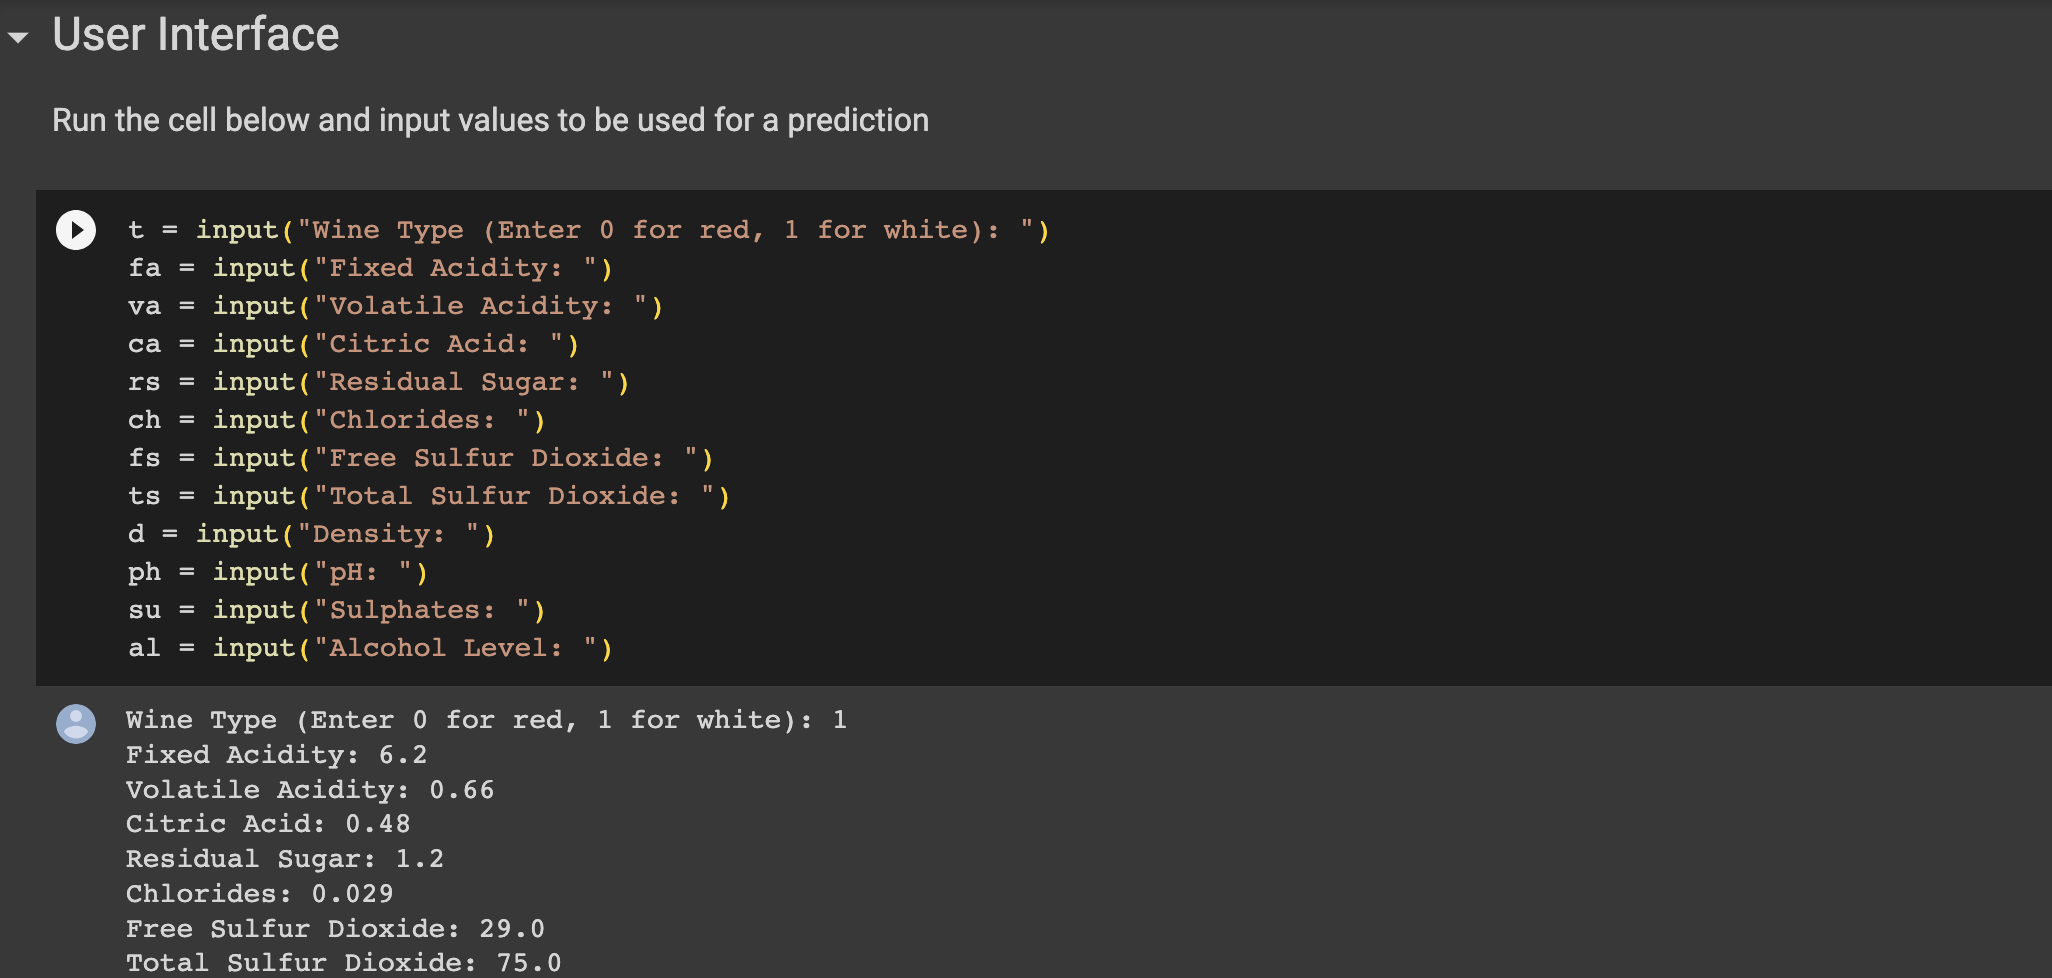 User Interface
Run the cell below and input values to be used for a prediction
t = input("Wine Type (Enter 0 for red, 1 for white): ")
fa = input("Fixed Acidity: ")
va = input("Volatile Acidity: ")
ca = input("Citric Acid: ")
rs = input("Residual Sugar: ")
ch = input("Chlorides: ")
fs = input("Free Sulfur Dioxide: ")
ts = input("Total Sulfur Dioxide: ")
d = input("Density: ")
ph = input("pH: ")
su = input("Sulphates: ")
al = input("Alcohol Level: ")
Wine Type (Enter 0 for red, 1 for white): 1
Fixed Acidity: 6.2
Volatile Acidity: 0.66
Citric Acid: 0.48
Residual Sugar: 1.2
Chlorides: 0.029
Free Sulfur Dioxide: 29.0
Total Sulfur Dioxide: 75.0